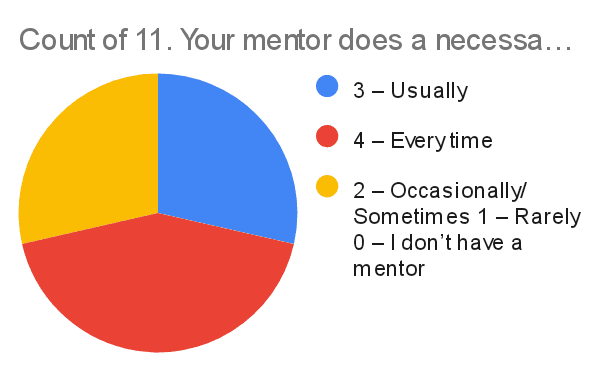 Count of 11. Your mentor does a necessa…
3 – Usually
4 – Everytime
2 – Occasionally/
Sometimes 1 – Rarely
0 – I don’t have a
mentor